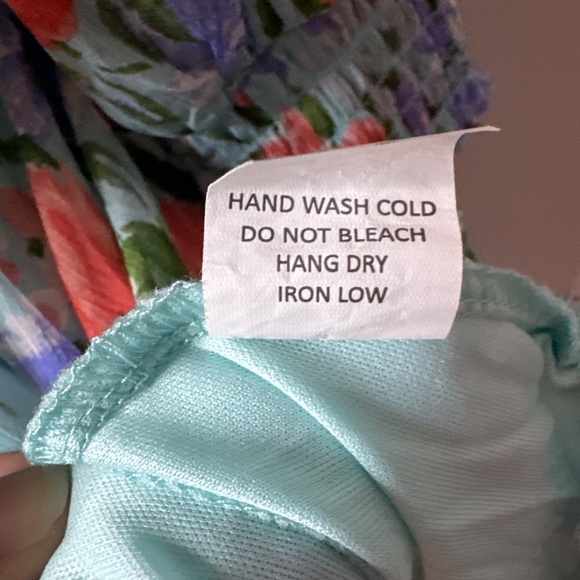 HAND WASH COLD
DO NOT BLEACH
HANG DRY
IRON LOW